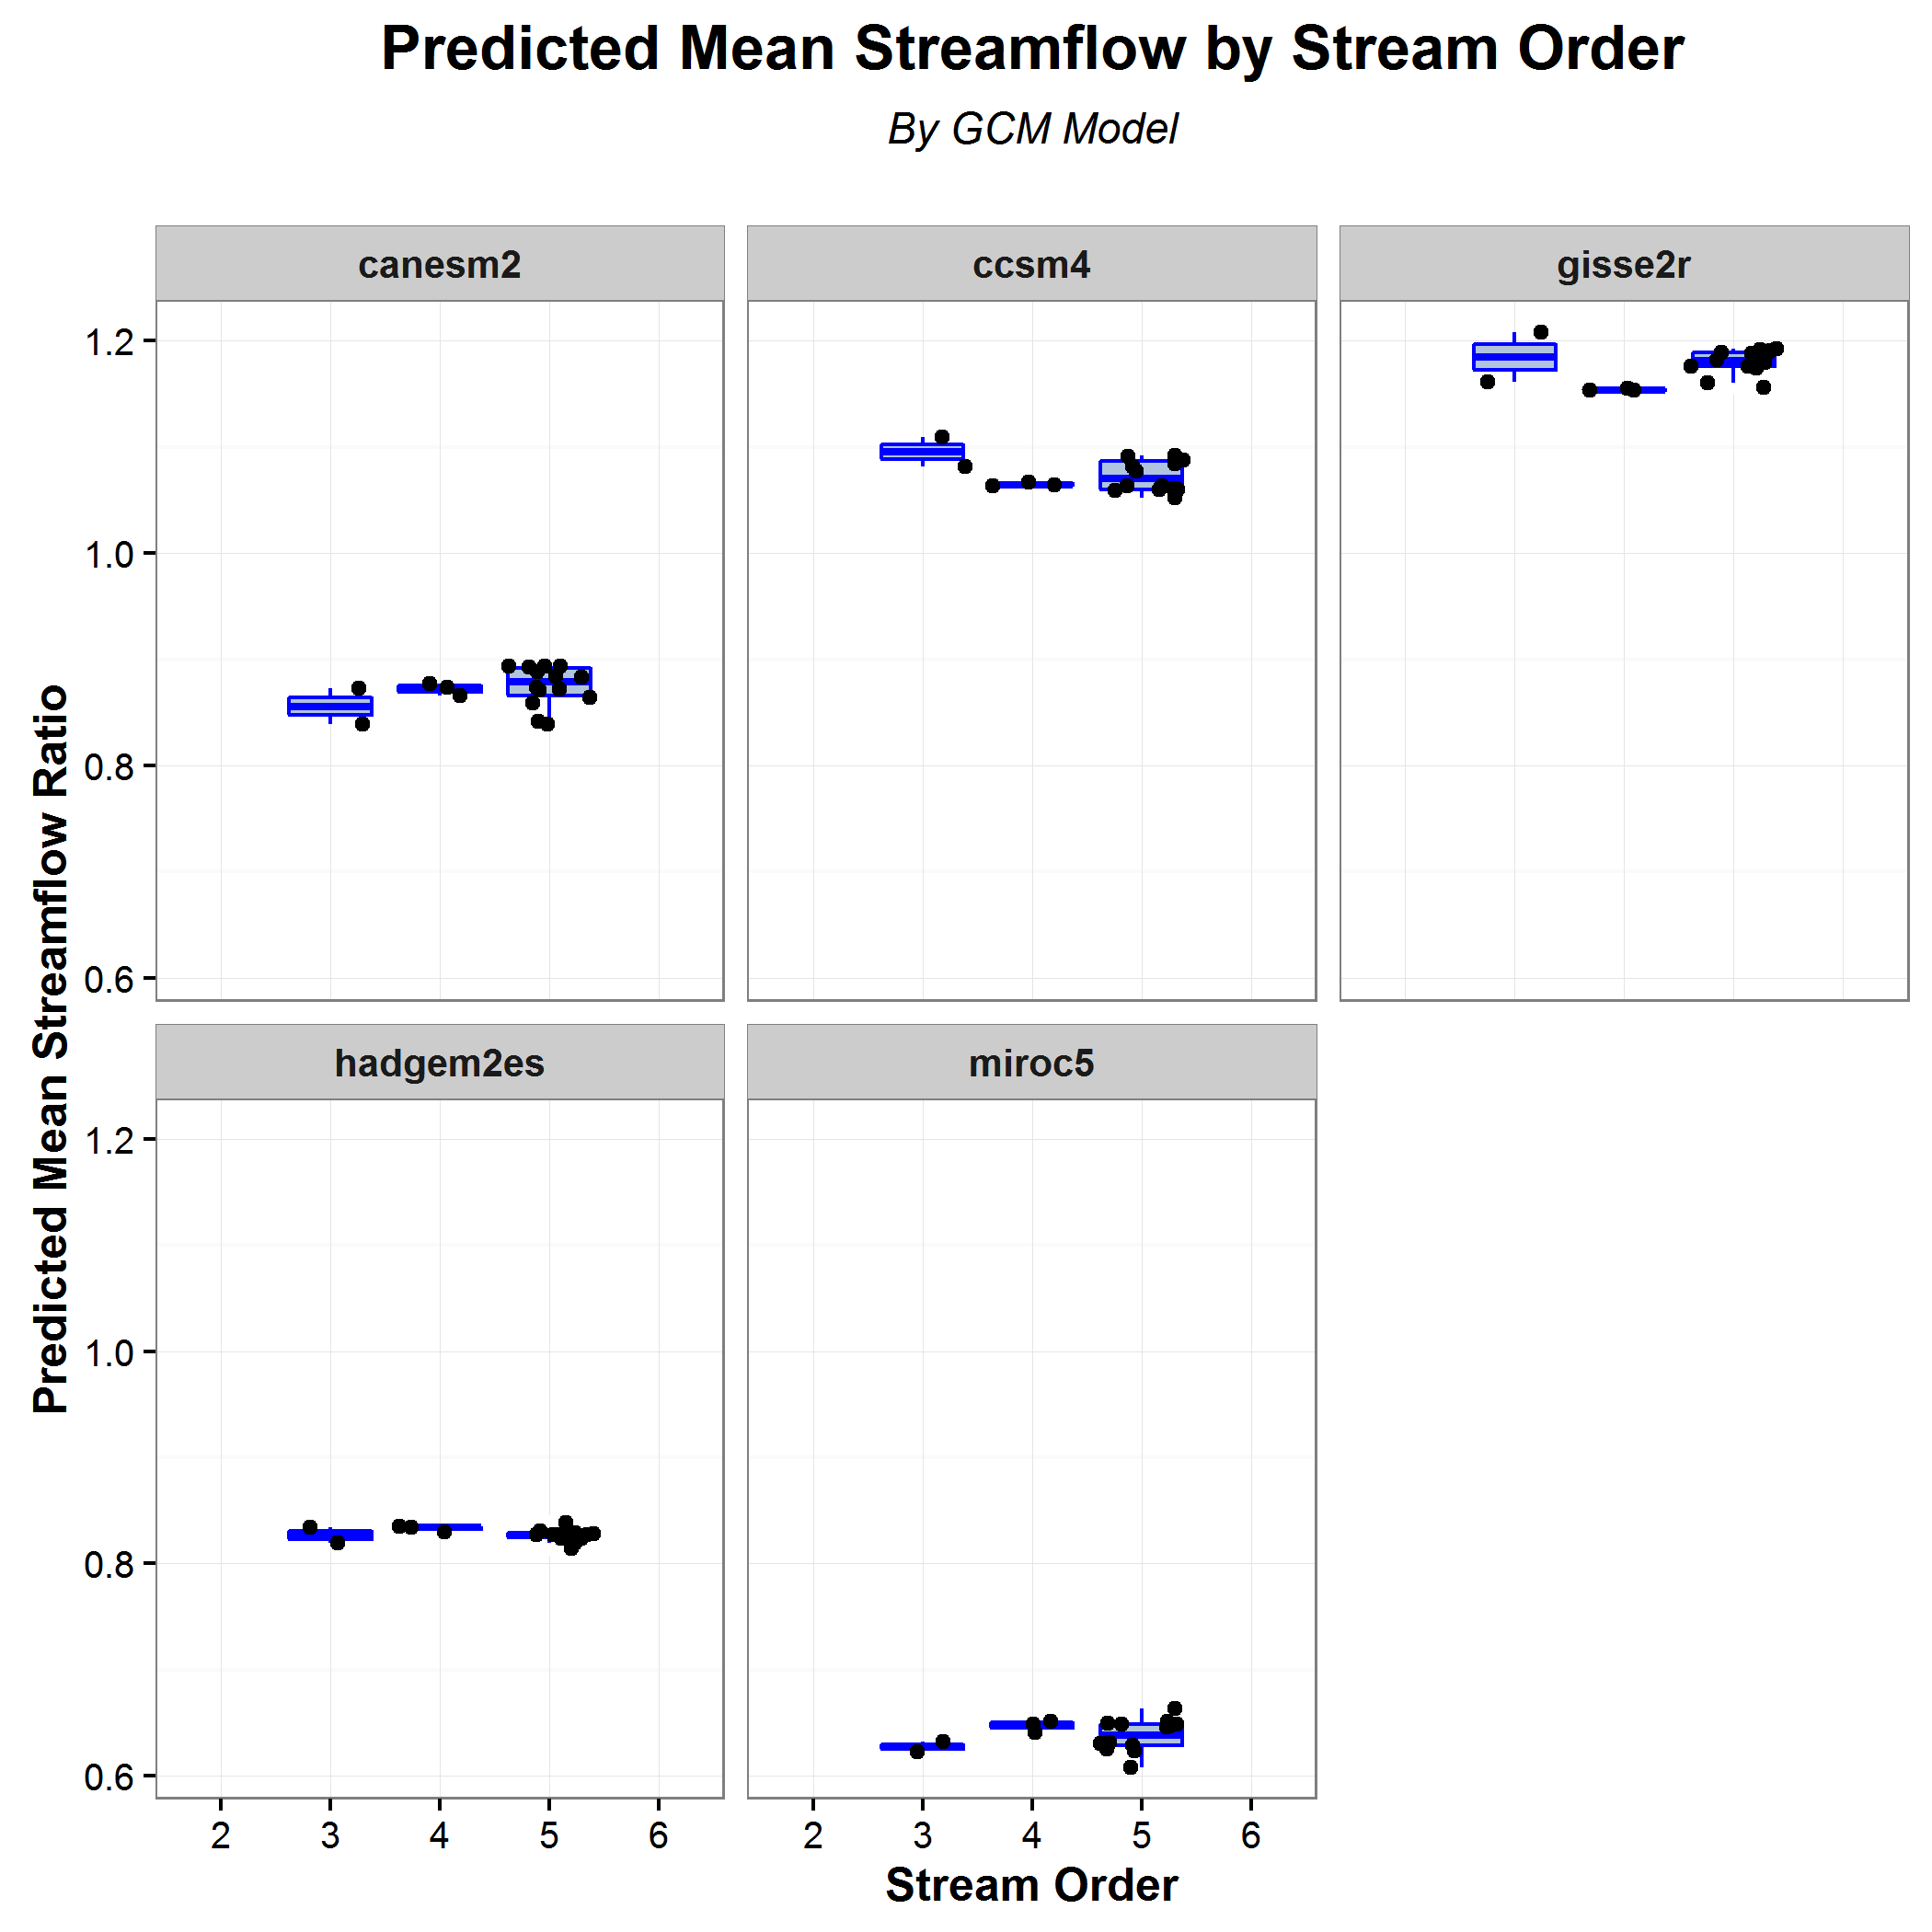 Predicted Mean Streamflow by Stream Order
By GCM Model
canesm2
ccsm4
gisse2r
1.2
1.0
0.8
0.6
Predicted Mean Streamflow Ratio
hadgem2es
miroc5
1.2
1.0
0.8
0.6
2 3 4 5 6
2 3 4 5 6
Stream Order